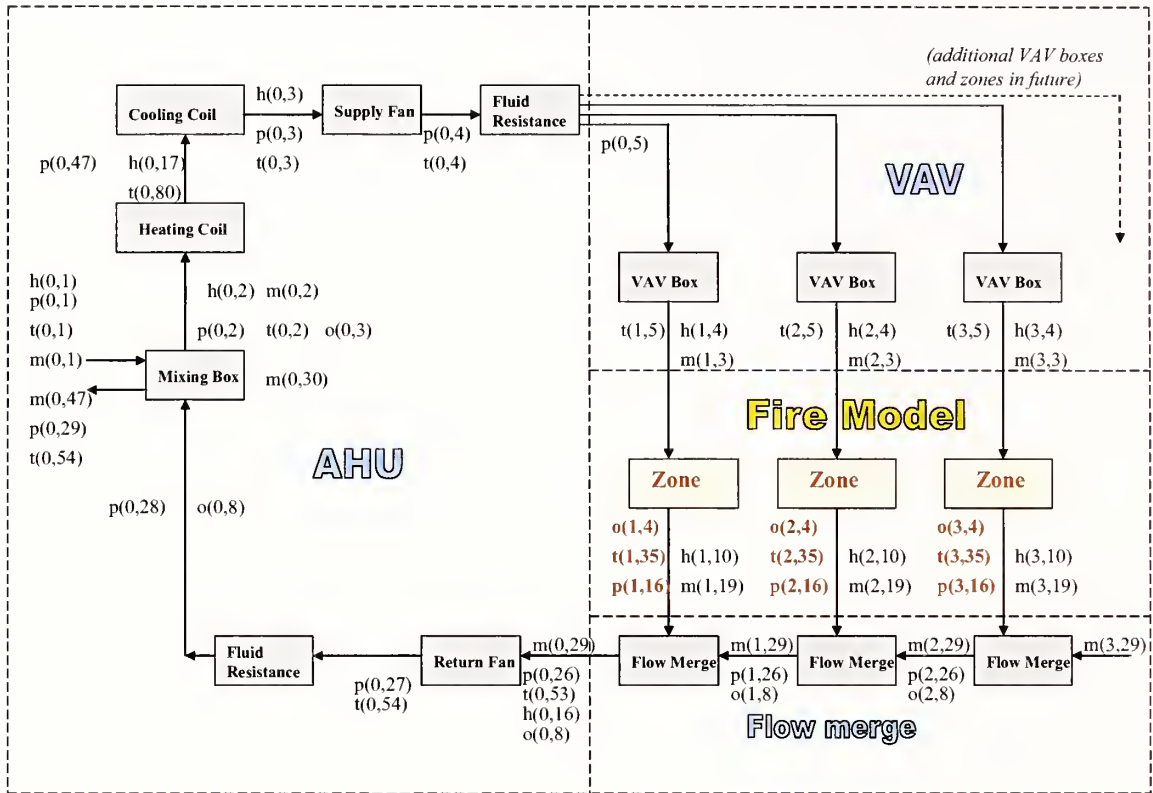 (additional VAV boxes
and zones in future)
Cooling Coil
h(0,3)
p(0,3)
t(0,3)
Supply Fan
p(0,4)
t(0,4)
Fluid
Resistance
p(0,5)
VAV
p(0,47)
h(0,17)
t(0,80)
Heating Coil
h(0,1)
p(0,1)
t(0,1)
m(0,1)
h(0,2) m(0,2)
p(0,2) t(0,2) o(0,3)
Mixing Box
m(0,30)
m(0,47)
p(0,29)
t(0,54)
AHU
p(0,28)
o(0,8)
VAV Box
VAV Box
VAV Box
t(1,5)
h(1,4)
m(1,3)
t(2,5)
h(2,4)
m(2,3)
t(3,5)
h(3,4)
m(3,3)
Fire Model
Zone
Zone
Zone
o(1,4)
t(1,35) h(1,10)
p(1,16) m(1,19)
o(2,4)
t(2,35) h(2,10)
p(2,16) m(2,19)
o(3,4)
t(3,35) h(3,10)
p(3,16) m(3,19)
Fluid
Resistance
p(0,27)
t(0,54)
Return Fan
m(0,29)
p(0,26)
t(0,53)
h(0,16)
o(0,8)
Flow Merge
m(1,29)
p(1,26)
o(1,8)
Flow Merge
m(2,29)
p(2,26)
o(2,8)
Flow Merge
m(3,29)
Flow merge